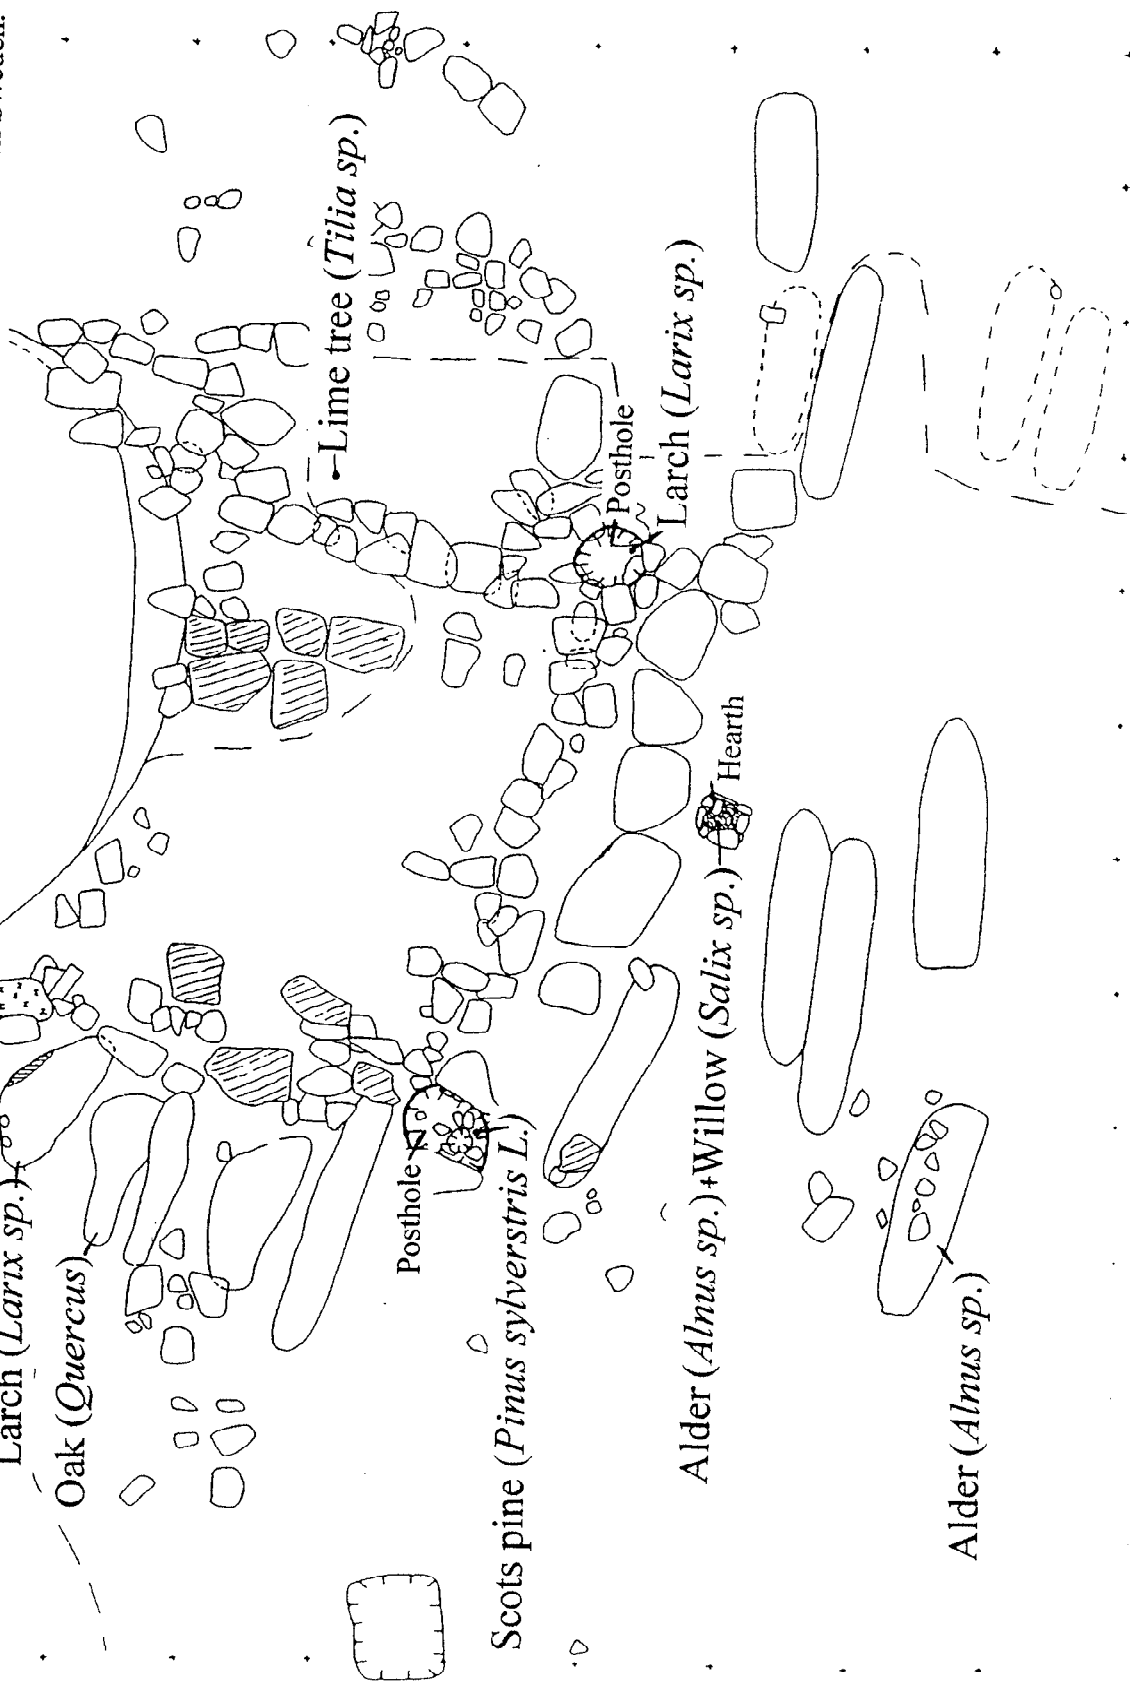 Larch (Larix sp.)
Oak (Quercus)
Lime tree (Tilia sp.)
Posthole
Larch (Larix sp.)
Posthole
Scots pine (Pinus sylverstris L.)
Alder (Alnus sp.)+Willow (Salix sp.)
Hearth
Alder (Alnus sp.)